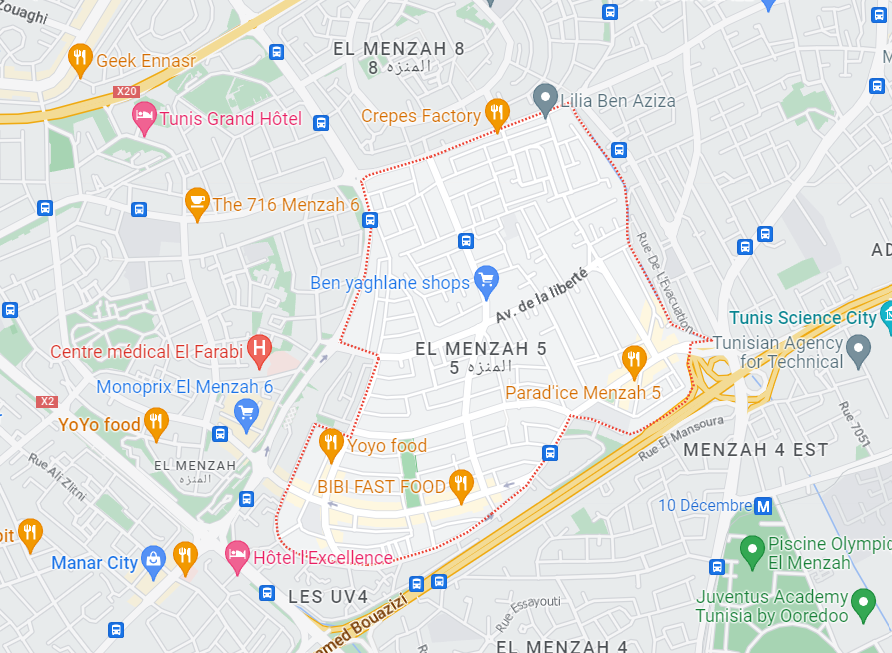 Zouaghi
Geek Ennasr
EL MENZAH 8
المنزه 8
X20
Tunis Grand Hôtel
Crepes Factory
Lilia Ben Aziza
The 716 Menzah 6
Rue De L'Evacuation
AD
Ben yaghlane shops
Av. de la liberté
Tunis Science City
Centre médical El Farabi
H
EL MENZAH 5
المنزه 5
Tunisian Agency
for Technical
Monoprix El Menzah 6
Parad'ice Menzah 5
X2
YoYo food
Rue El Mansoura
Rue 7051
Yoyo food
MENZAH 4 EST
EL MENZAH
المنزه
Rue Ali Zlitni
BIBI FAST FOOD
10 Décembre
M
pit
Manar City
Hôtel l'Excellence
Piscine Olympic
El Menzah
LES UV4
Juventus Academy
Tunisia by Ooredoo
Rue Essayouti
med Bouazizi
EL MENZAH 4